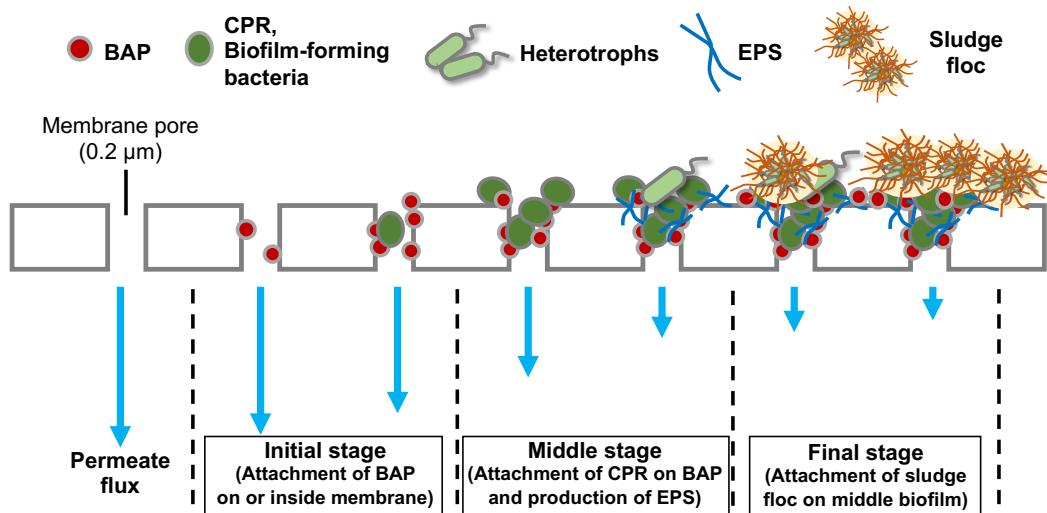 BAP
CPR,
Biofilm-forming
bacteria
Heterotrophs
EPS
Sludge
floc
Membrane pore
(0.2 µm)
Permeate
flux
Initial stage
(Attachment of BAP
on or inside membrane)
Middle stage
(Attachment of CPR on BAP
and production of EPS)
Final stage
(Attachment of sludge
floc on middle biofilm)